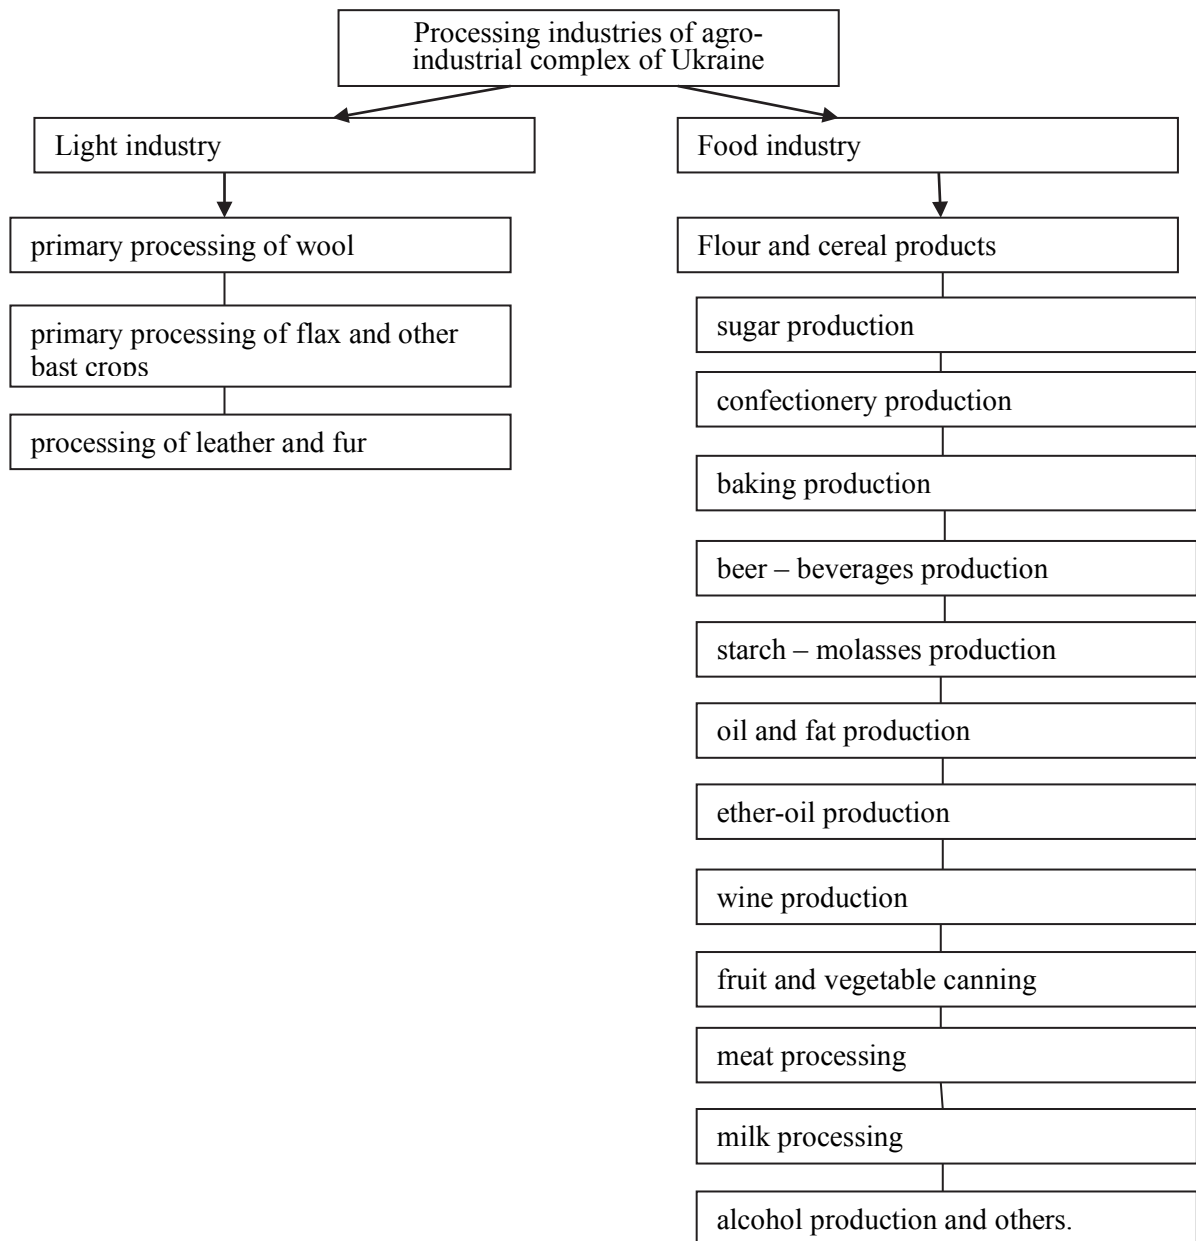 Processing industries of agro-
industrial complex of Ukraine
Light industry
primary processing of wool
primary processing of flax and other
bast crops
processing of leather and fur
Food industry
Flour and cereal products
sugar production
confectionery production
baking production
beer – beverages production
starch – molasses production
oil and fat production
ether-oil production
wine production
fruit and vegetable canning
meat processing
milk processing
alcohol production and others.